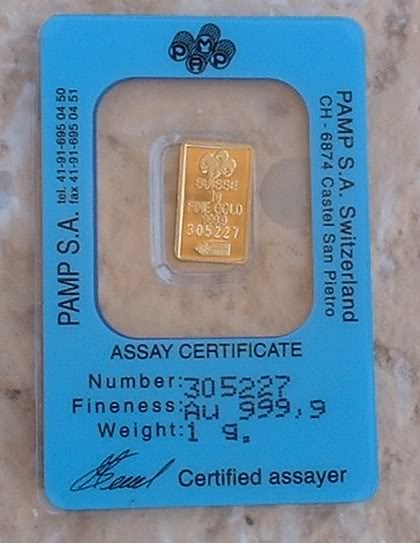 PAMP
PAMP S.A.
tel. 41-91-695 04 50
fax 41-91-695 04 51
SUISSE
1g
FINE GOLD
999.9
305227
PAMP S.A. Switzerland
CH - 6874 Castel San Pietro
ASSAY CERTIFICATE
Number: 305227
Fineness: Au 999,9
Weight: 1 g.
Certified assayer